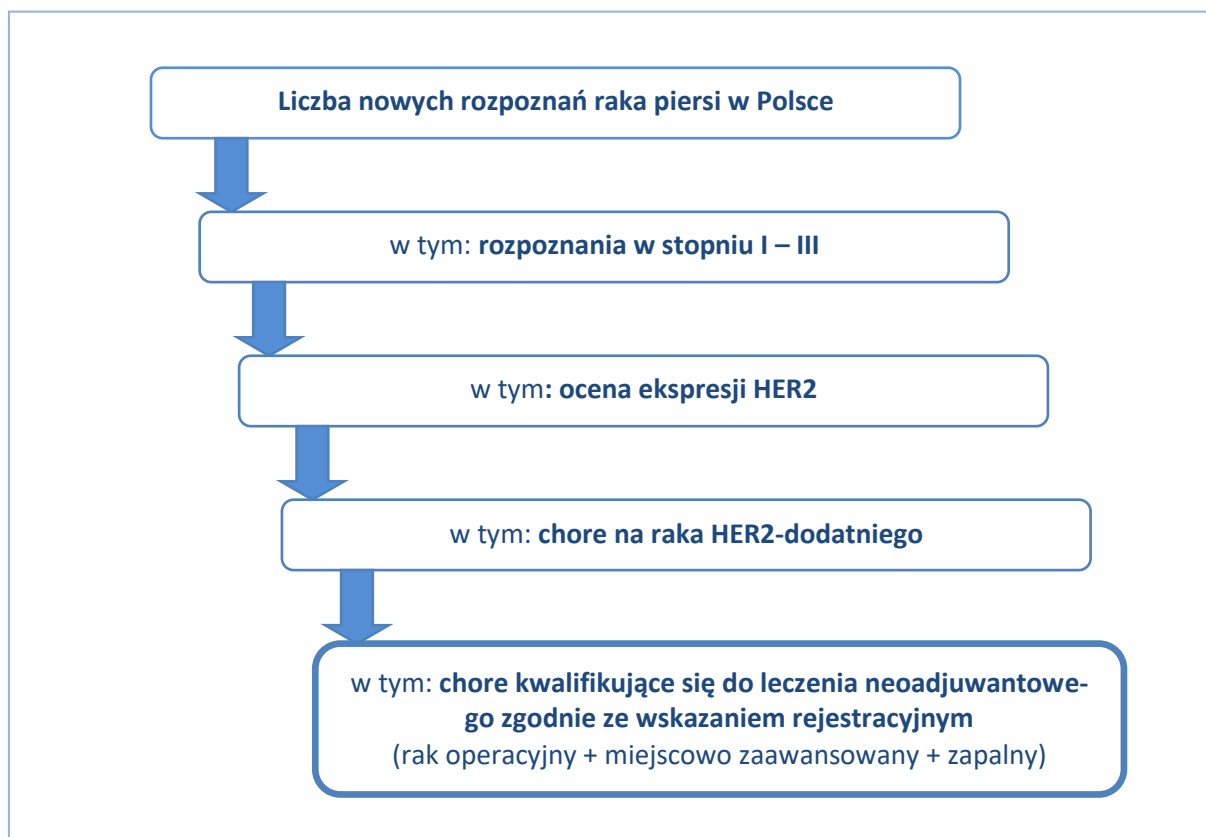 Liczba nowych rozpoznań raka piersi w Polsce
w tym: rozpoznania w stopniu I – III
w tym: ocena ekspresji HER2
w tym: chore na raka HER2-dodatniego
w tym: chore kwalifikujące się do leczenia neoadjuwantowe-
go zgodnie ze wskazaniem rejestracyjnym
(rak operacyjny + miejscowo zaawansowany + zapalny)